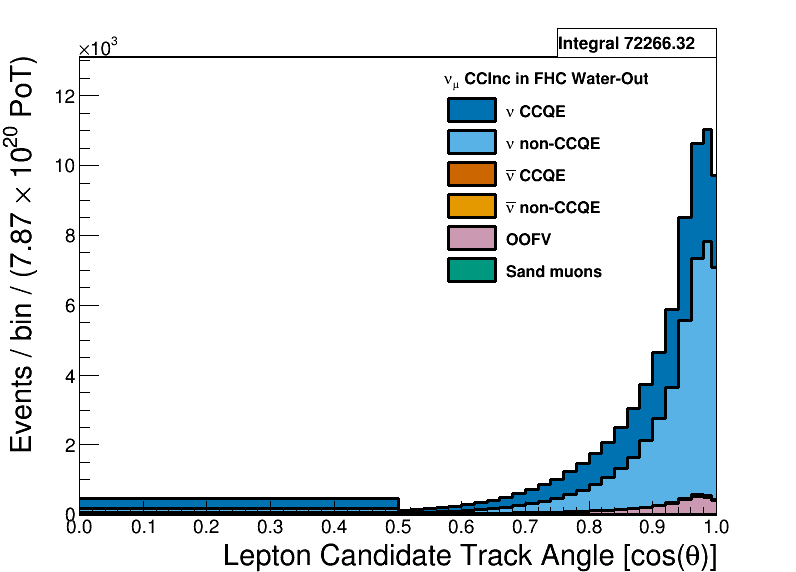 ×10³
Integral 72266.32
Events / bin / (7.87 × 10²⁰ PoT)
ν_μ CCInc in FHC Water-Out
ν CCQE
ν non-CCQE
ν̅ CCQE
ν̅ non-CCQE
OOFV
Sand muons
12
10
8
6
4
2
0
0.0 0.1 0.2 0.3 0.4 0.5 0.6 0.7 0.8 0.9 1.0
Lepton Candidate Track Angle [cos(θ)]